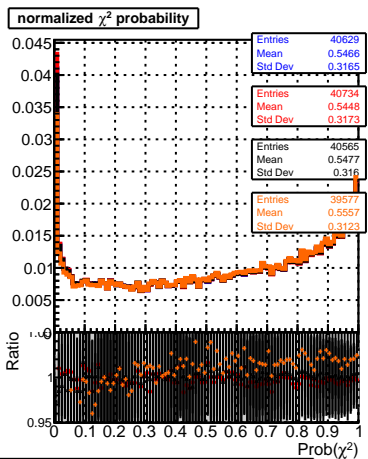 normalized χ² probability
Entries 40629
Mean 0.5466
Std Dev 0.3165
Entries 40734
Mean 0.5448
Std Dev 0.3173
Entries 40565
Mean 0.5477
Std Dev 0.316
Entries 39577
Mean 0.5557
Std Dev 0.3123
0.045
0.04
0.035
0.03
0.025
0.02
0.015
0.01
0.005
0
Ratio
1
0.95
0 0.1 0.2 0.3 0.4 0.5 0.6 0.7 0.8 0.9 1
Prob(χ²)